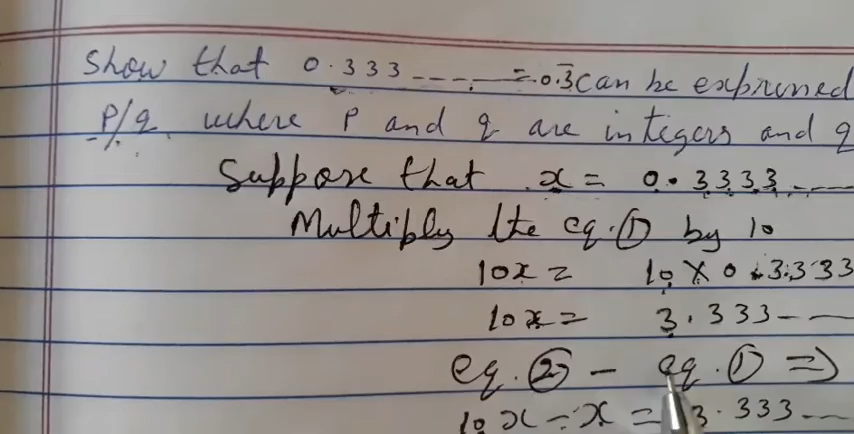 Show that 0.333 ----- = 0.3̅ can be expressed
P/q. where P and q are integers and q
Suppose that x = 0.3333----
Multiply the eq.① by 10
10x = 10 X 0.3333
10x = 3.333---
eq.② - eq.① ⇒
10x - x = 3.333---